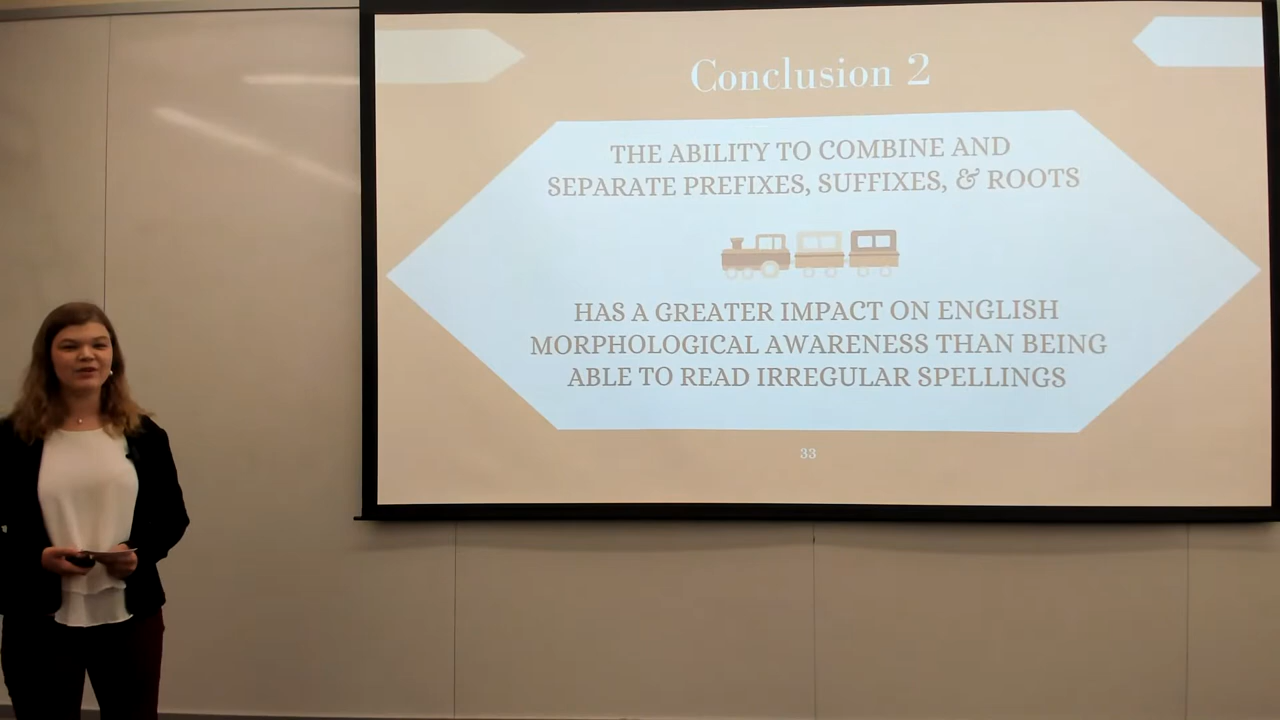 Conclusion 2
THE ABILITY TO COMBINE AND
SEPARATE PREFIXES, SUFFIXES, & ROOTS
HAS A GREATER IMPACT ON ENGLISH
MORPHOLOGICAL AWARENESS THAN BEING
ABLE TO READ IRREGULAR SPELLINGS
33